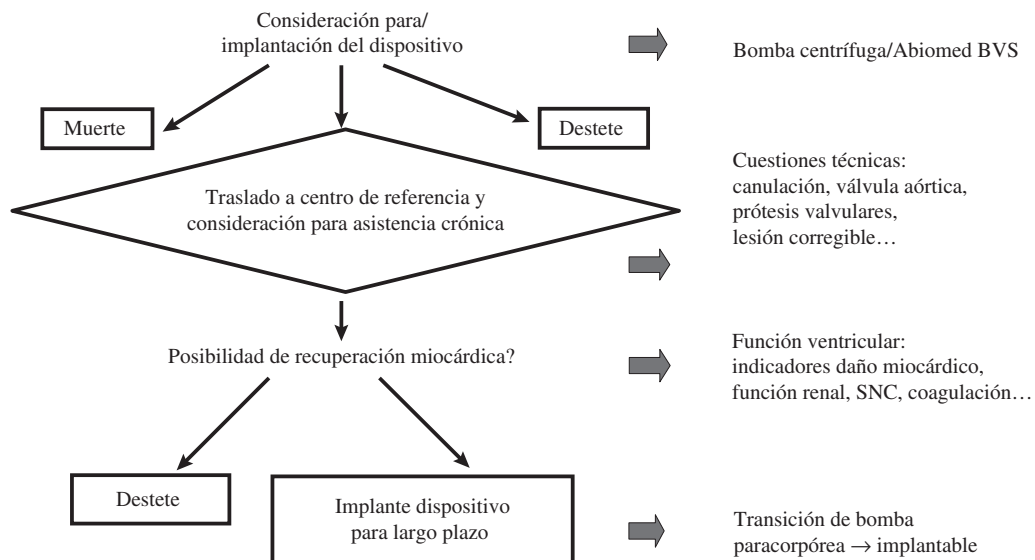 Consideración para/
implantación del dispositivo
Bomba centrífuga/Abiomed BVS
Muerte
Destete
Traslado a centro de referencia y
consideración para asistencia crónica
Cuestiones técnicas:
canulación, válvula aórtica,
prótesis valvulares,
lesión corregible…
Posibilidad de recuperación miocárdica?
Función ventricular:
indicadores daño miocárdico,
función renal, SNC, coagulación…
Destete
Implante dispositivo
para largo plazo
Transición de bomba
paracorpórea → implantable